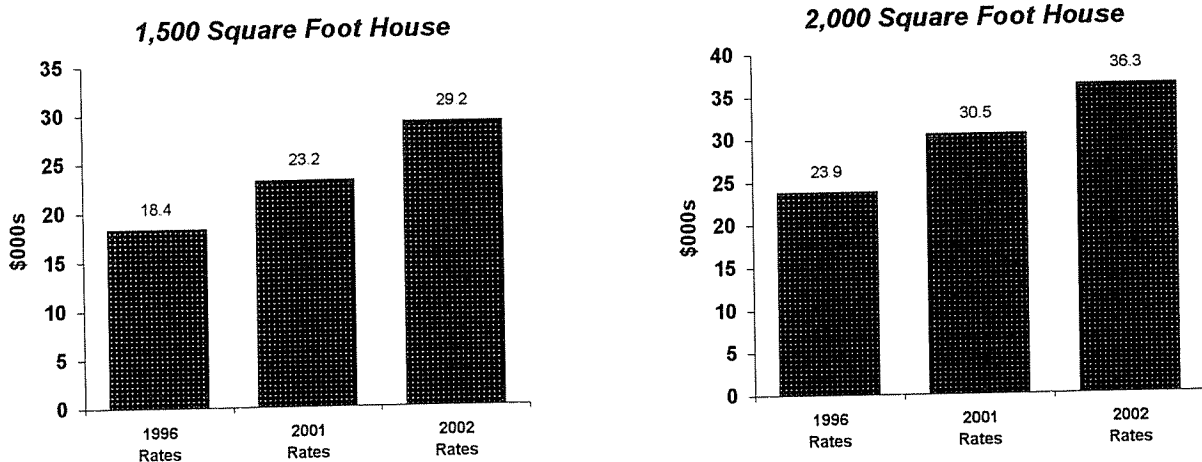 1,500 Square Foot House
35
30
25
20
15
10
5
0
$000s
18.4
23.2
29.2
1996
Rates
2001
Rates
2002
Rates
2,000 Square Foot House
40
35
30
25
20
15
10
5
0
$000s
23.9
30.5
36.3
1996
Rates
2001
Rates
2002
Rates